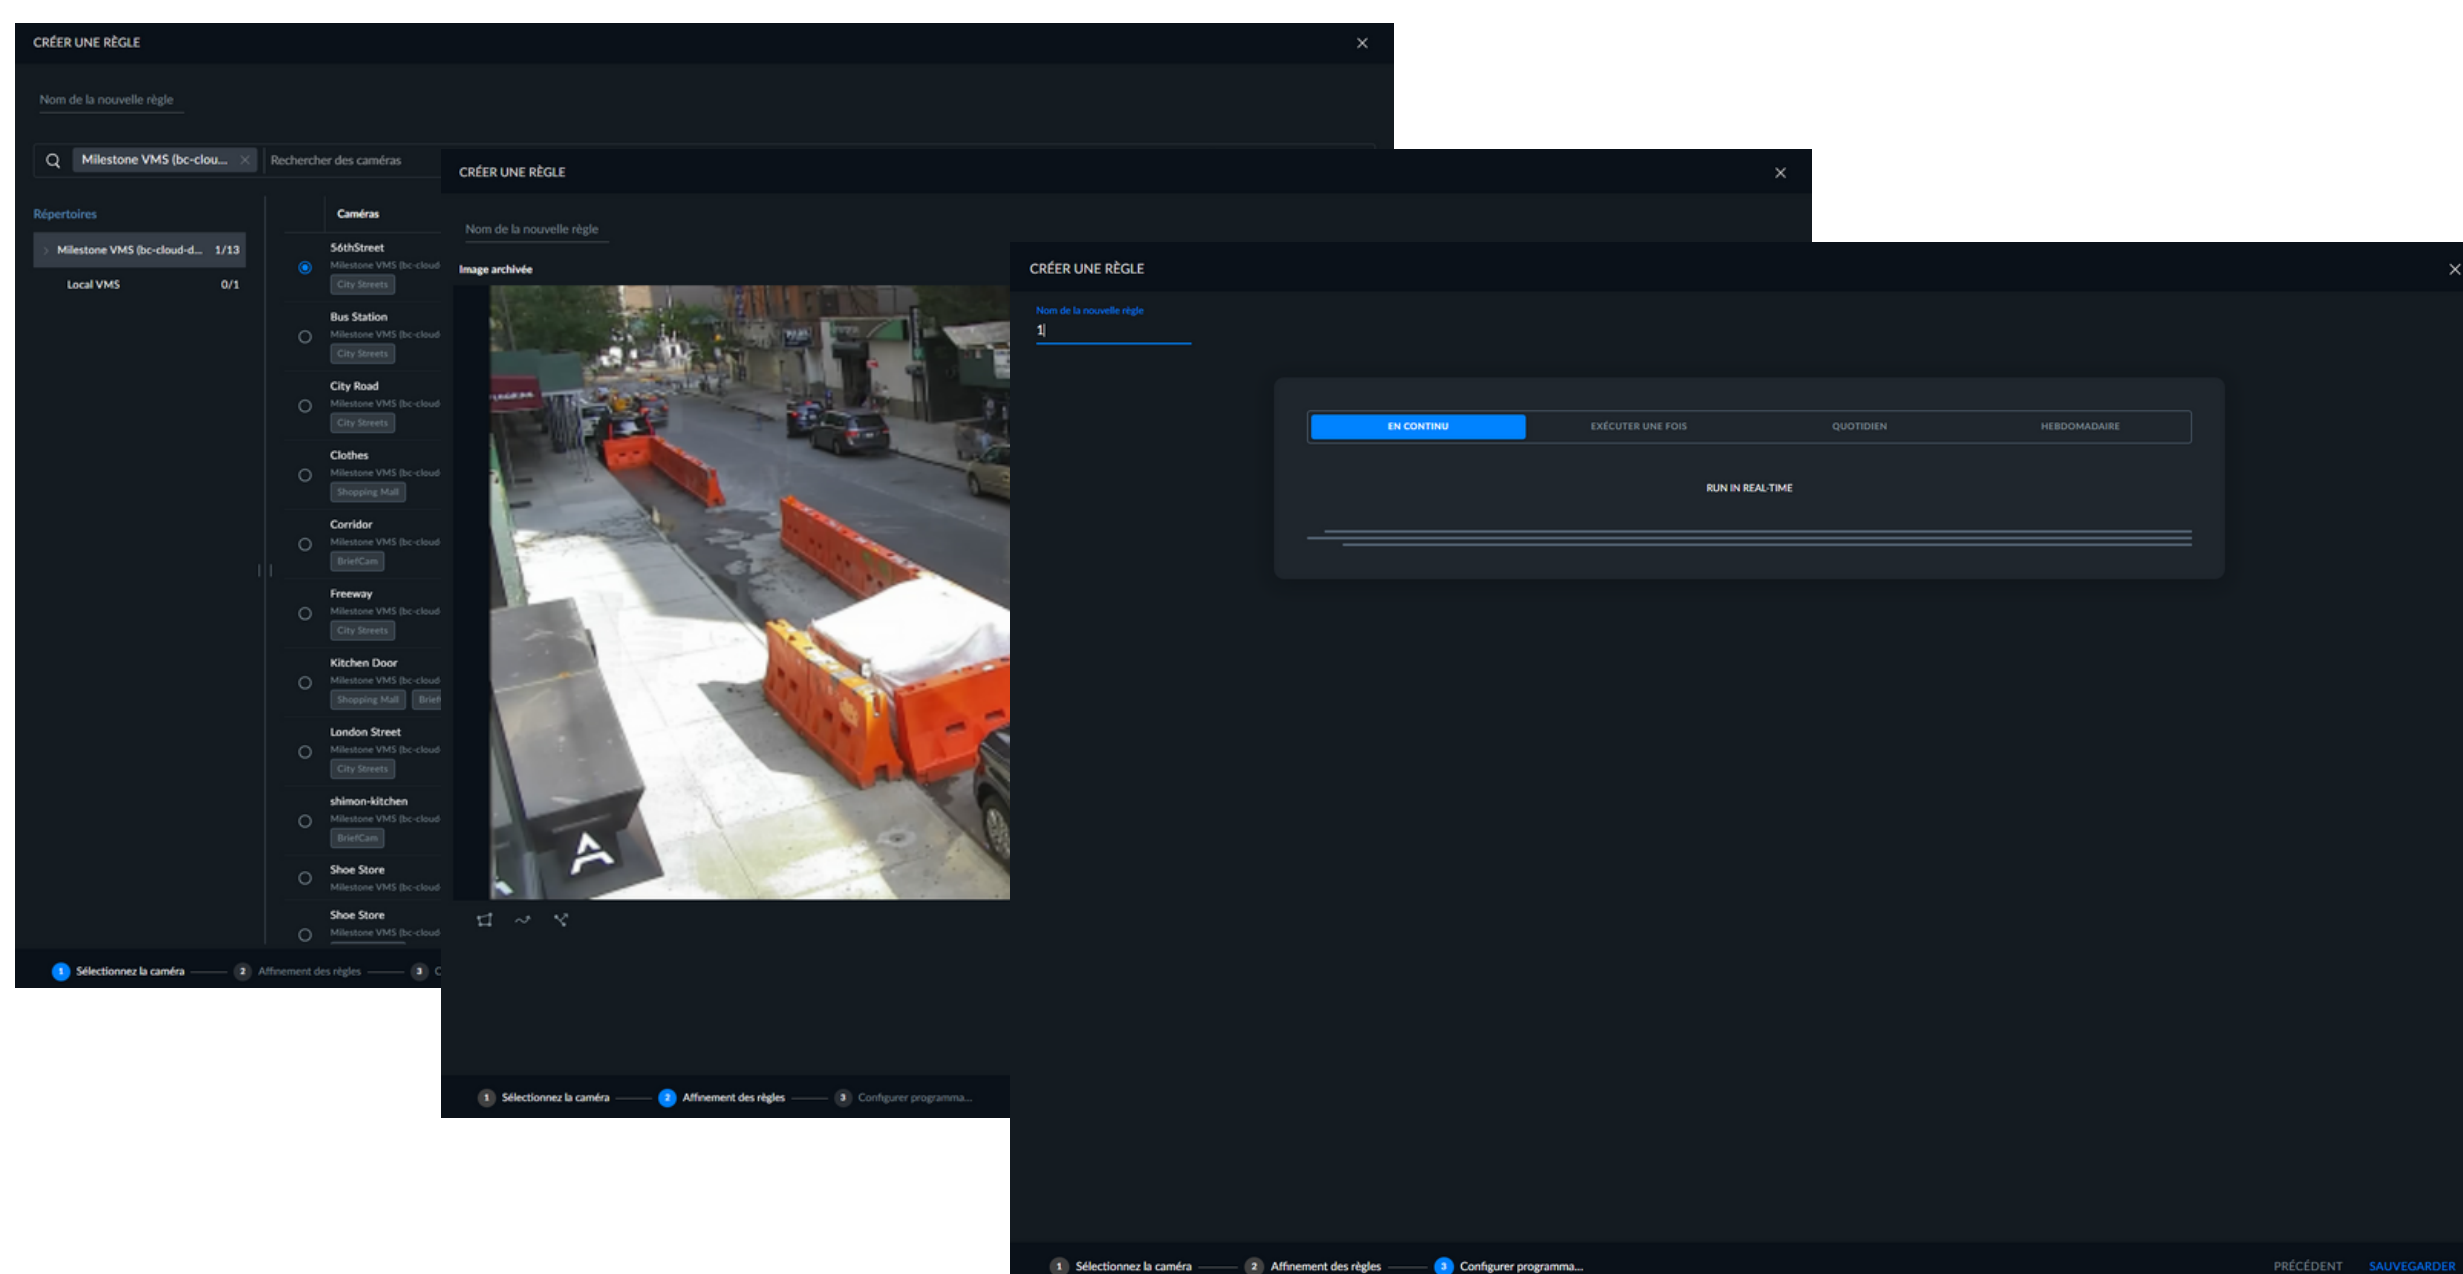 CRÉER UNE RÈGLE
Nom de la nouvelle règle
Milestone VMS (bc-clou... Rechercher des caméras
Répertoires
Milestone VMS (bc-cloud-d... 1/13
Local VMS 0/1
Caméras
56thStreet
Milestone VMS (bc-cloud
City Streets
Bus Station
Milestone VMS (bc-cloud
City Streets
City Road
Milestone VMS (bc-cloud
City Streets
Clothes
Milestone VMS (bc-cloud
Shopping Mall
Corridor
Milestone VMS (bc-cloud
BriefCam
Freeway
Milestone VMS (bc-cloud
City Streets
Kitchen Door
Milestone VMS (bc-cloud
Shopping Mall Brief
London Street
Milestone VMS (bc-cloud
City Streets
shimon-kitchen
Milestone VMS (bc-cloud
BriefCam
Shoe Store
Milestone VMS (bc-cloud
Shoe Store
Milestone VMS (bc-cloud
1 Sélectionnez la caméra 2 Affinement des règles 3 C
CRÉER UNE RÈGLE
Nom de la nouvelle règle
Image archivée
1 Sélectionnez la caméra 2 Affinement des règles 3 Configurer programma...
CRÉER UNE RÈGLE
Nom de la nouvelle règle
1
EN CONTINU EXÉCUTER UNE FOIS QUOTIDIEN HEBDOMADAIRE
RUN IN REAL-TIME
1 Sélectionnez la caméra 2 Affinement des règles 3 Configurer programma...
PRÉCÉDENT SAUVEGARDER